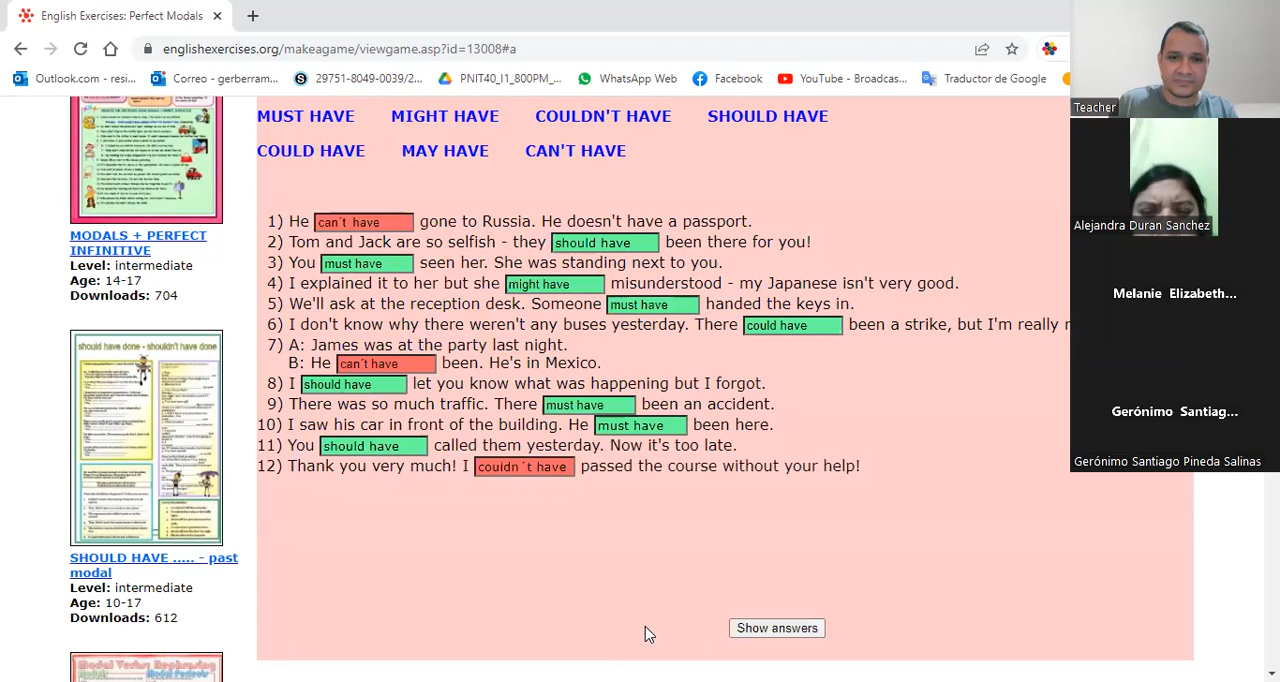 English Exercises: Perfect Modals
englishexercises.org/makeagame/viewgame.asp?id=13008#a
Outlook.com - resi...
Correo - gerberram...
29751-8049-0039/2...
PNIT40_I1_800PM_...
WhatsApp Web
Facebook
YouTube - Broadcas...
Traductor de Google
Teacher
Alejandra Duran Sanchez
Melanie Elizabeth...
Gerónimo Santiag...
Gerónimo Santiago Pineda Salinas
MODALS + PERFECT
INFINITIVE
Level: intermediate
Age: 14-17
Downloads: 704
should have done - shouldn't have done
SHOULD HAVE ..... - past
modal
Level: intermediate
Age: 10-17
Downloads: 612
Modal Verbs: Rephrasing
MUST HAVE MIGHT HAVE COULDN'T HAVE SHOULD HAVE
COULD HAVE MAY HAVE CAN'T HAVE
1) He can´t have gone to Russia. He doesn't have a passport.
2) Tom and Jack are so selfish - they should have been there for you!
3) You must have seen her. She was standing next to you.
4) I explained it to her but she might have misunderstood - my Japanese isn't very good.
5) We'll ask at the reception desk. Someone must have handed the keys in.
6) I don't know why there weren't any buses yesterday. There could have been a strike, but I'm really
7) A: James was at the party last night.
B: He can´t have been. He's in Mexico.
8) I should have let you know what was happening but I forgot.
9) There was so much traffic. There must have been an accident.
10) I saw his car in front of the building. He must have been here.
11) You should have called them yesterday. Now it's too late.
12) Thank you very much! I couldn´t have passed the course without your help!
Show answers